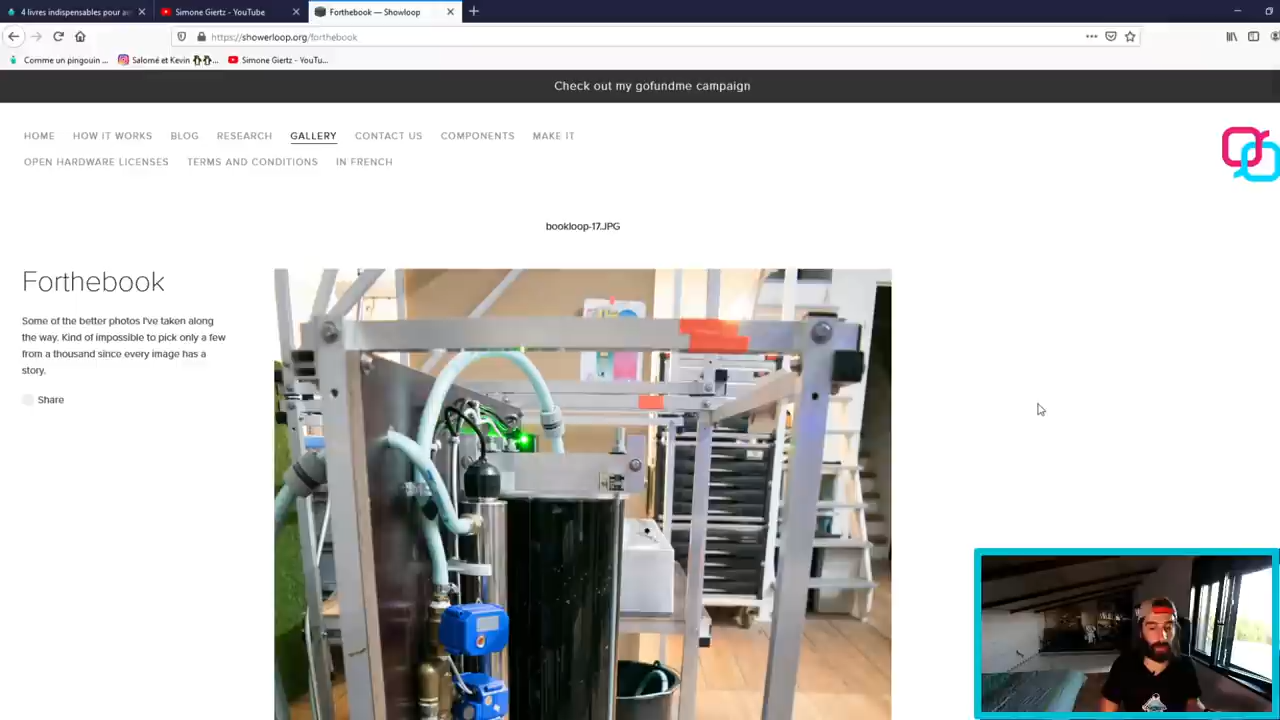 4 livres indispensables pour au
Simone Giertz - YouTube
Forthebook — Showloop
https://showerloop.org/forthebook
Comme un pingouin ...
Salomé et Kevin
Simone Giertz - YouTu...
Check out my gofundme campaign
HOME HOW IT WORKS BLOG RESEARCH GALLERY CONTACT US COMPONENTS MAKE IT
OPEN HARDWARE LICENSES TERMS AND CONDITIONS IN FRENCH
bookloop-17.JPG
Forthebook
Some of the better photos I've taken along
the way. Kind of impossible to pick only a few
from a thousand since every image has a
story.
Share